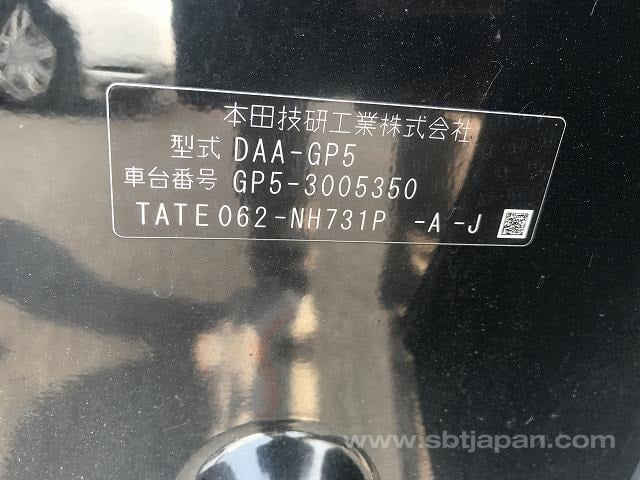 本田技研工業株式会社
型式 DAA-GP5
車台番号 GP5-3005350
TATE062-NH731P -A -J
www.sbtjapan.com